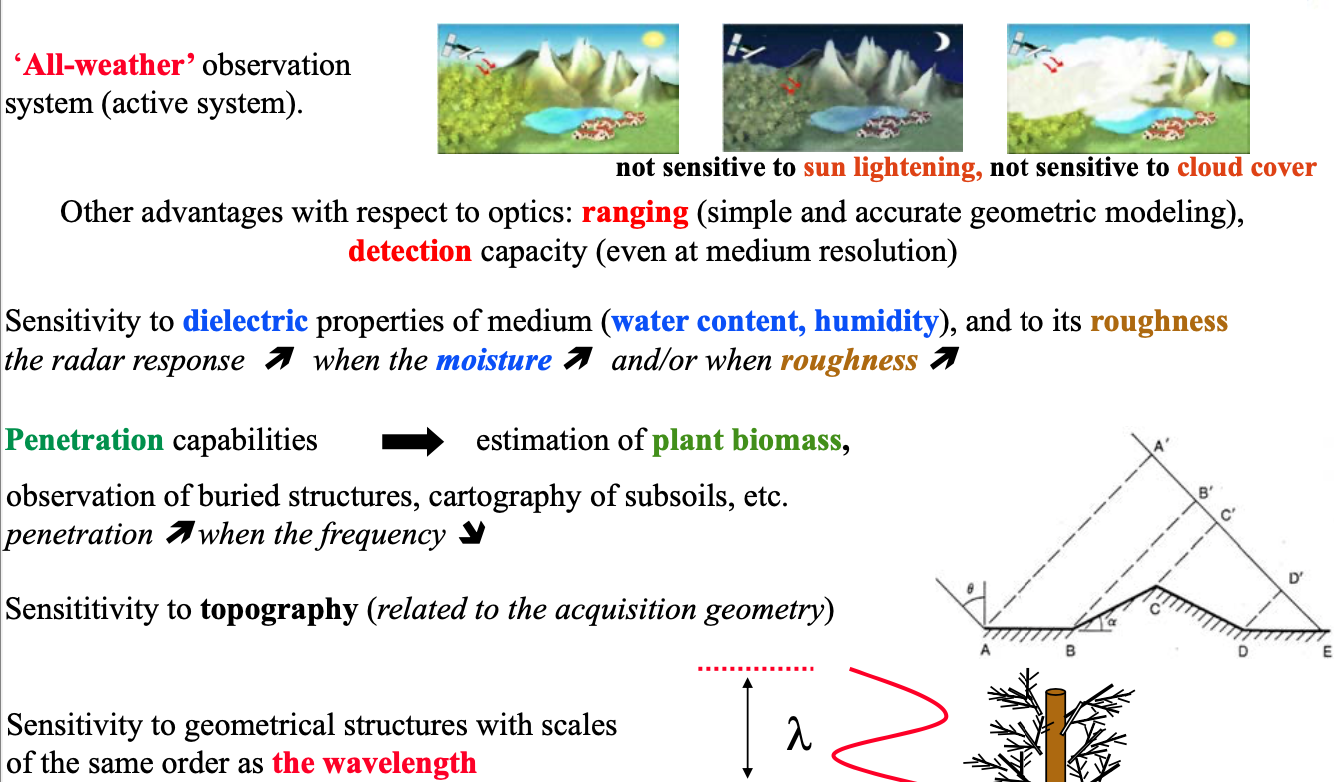 ‘All-weather’ observation
system (active system).
not sensitive to sun lightening, not sensitive to cloud cover
Other advantages with respect to optics: ranging (simple and accurate geometric modeling),
detection capacity (even at medium resolution)
Sensitivity to dielectric properties of medium (water content, humidity), and to its roughness
the radar response when the moisture and/or when roughness
Penetration capabilities estimation of plant biomass,
observation of buried structures, cartography of subsoils, etc.
penetration when the frequency
Sensititivity to topography (related to the acquisition geometry)
A'
B'
C'
D'
θ
C
α
A B D E
λ
Sensitivity to geometrical structures with scales
of the same order as the wavelength